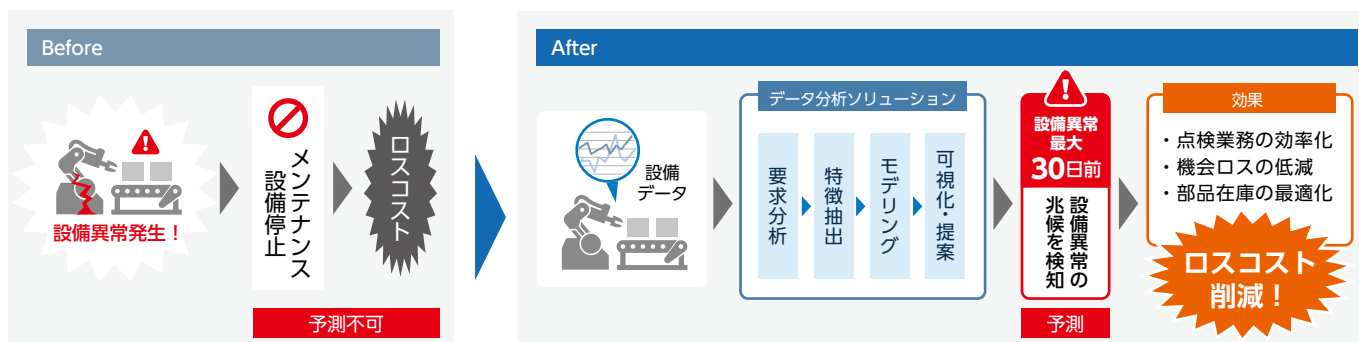 Before
設備異常発生！
メンテナンス
設備停止
ロスコスト
予測不可
After
設備
データ
データ分析ソリューション
要求分析
特徴抽出
モデリング
可視化・提案
設備異常
最大
30日前
設備異常の
兆候を検知
予測
効果
・点検業務の効率化
・機会ロスの低減
・部品在庫の最適化
ロスコスト
削減！